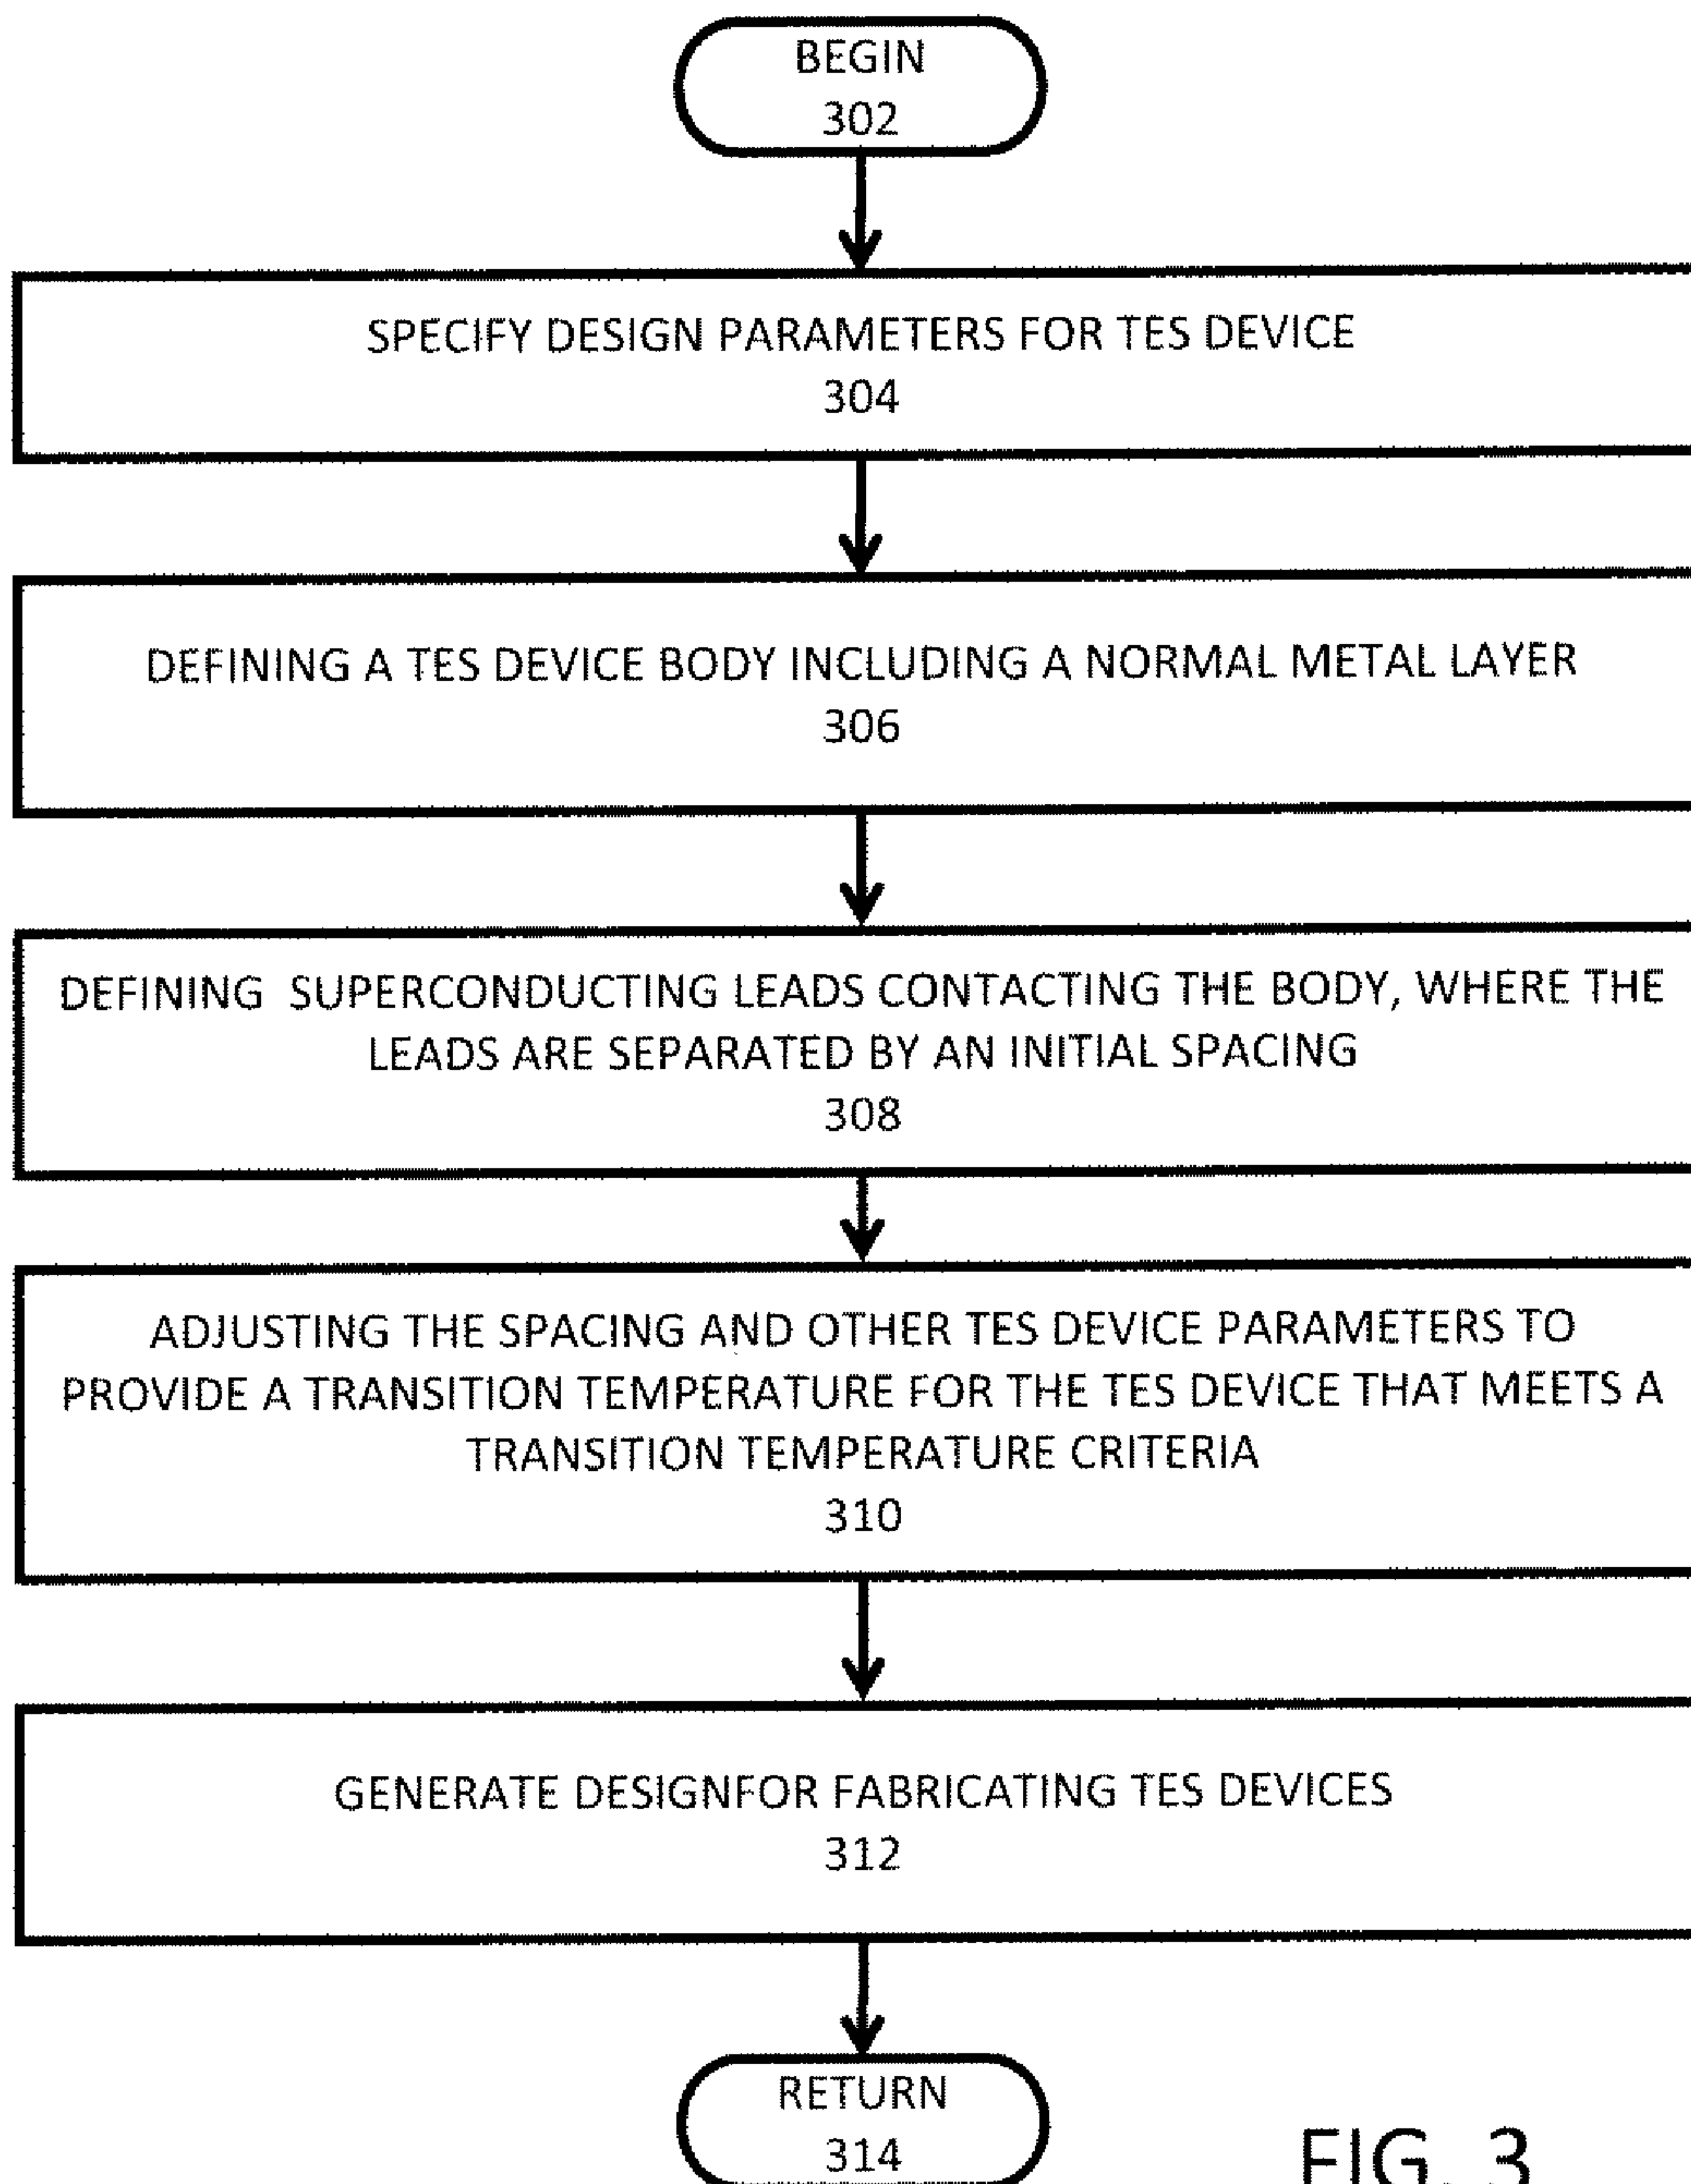 BEGIN
302
SPECIFY DESIGN PARAMETERS FOR TES DEVICE
304
DEFINING A TES DEVICE BODY INCLUDING A NORMAL METAL LAYER
306
DEFINING SUPERCONDUCTING LEADS CONTACTING THE BODY, WHERE THE
LEADS ARE SEPARATED BY AN INITIAL SPACING
308
ADJUSTING THE SPACING AND OTHER TES DEVICE PARAMETERS TO
PROVIDE A TRANSITION TEMPERATURE FOR THE TES DEVICE THAT MEETS A
TRANSITION TEMPERATURE CRITERIA
310
GENERATE DESIGNFOR FABRICATING TES DEVICES
312
RETURN
314
FIG. 3